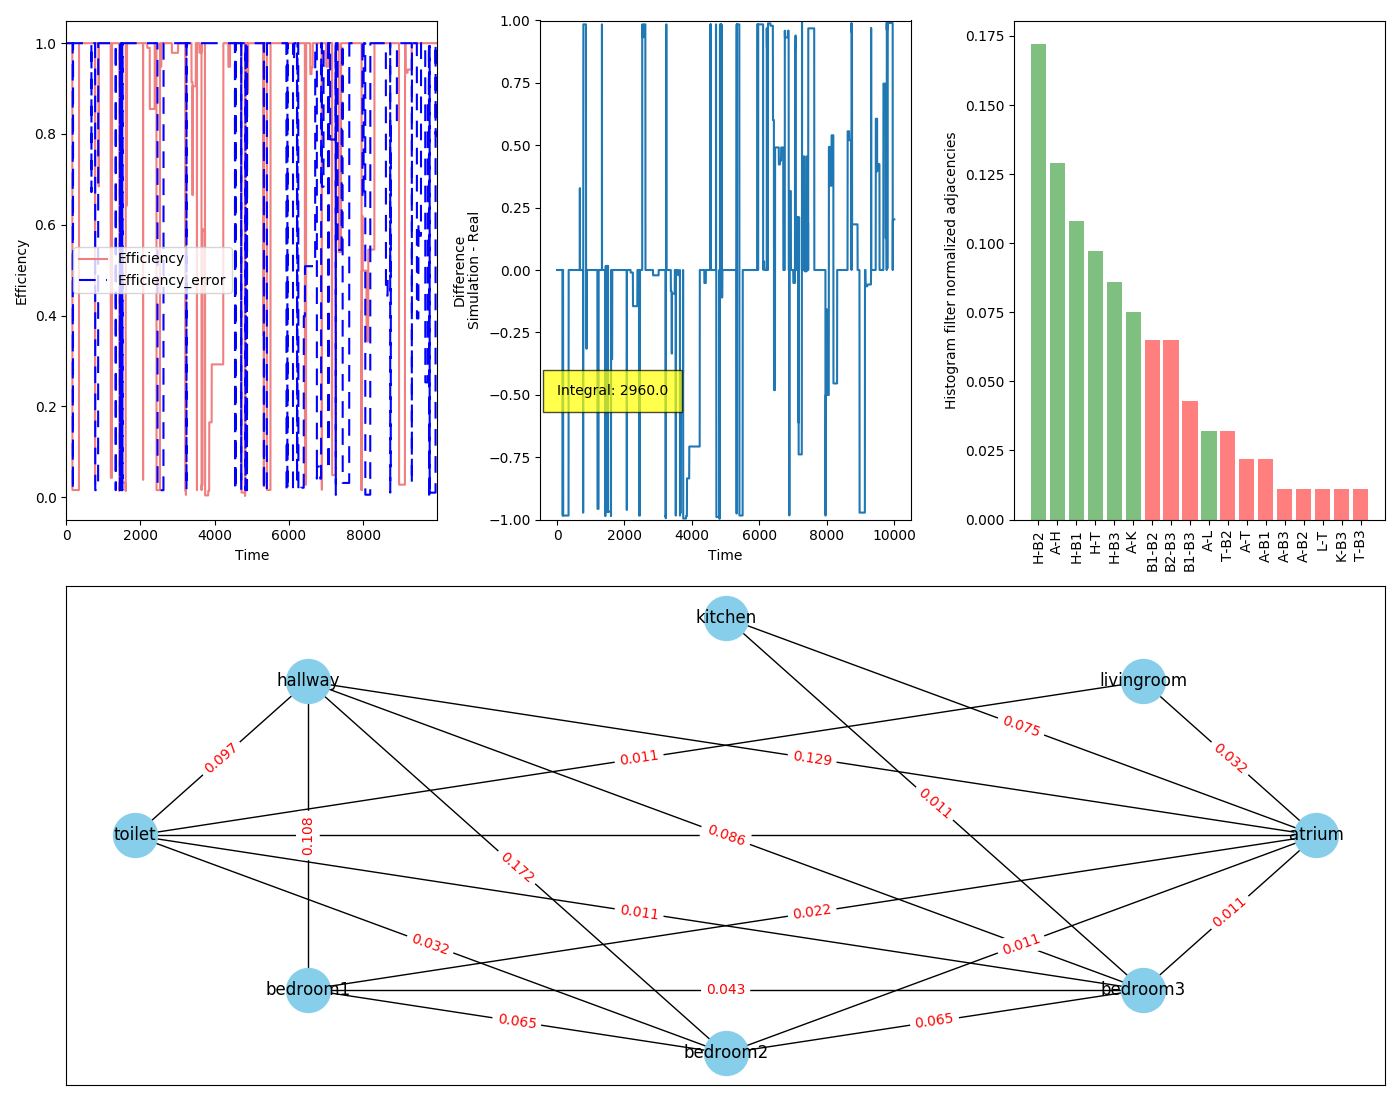 Efficiency
1.0
0.8
0.6
0.4
0.2
0.0
Efficiency
Efficiency_error
0 2000 4000 6000 8000
Time
Difference
Simulation - Real
1.00
0.75
0.50
0.25
0.00
−0.25
−0.50
−0.75
−1.00
Integral: 2960.0
0 2000 4000 6000 8000 10000
Time
Histogram filter normalized adjacencies
0.175
0.150
0.125
0.100
0.075
0.050
0.025
0.000
H-B2
A-H
H-B1
H-T
H-B3
A-K
B1-B2
B2-B3
B1-B3
A-L
T-B2
A-T
A-B1
A-B3
A-B2
L-T
K-B3
T-B3
kitchen
hallway
livingroom
0.075
0.097
0.011
0.129
0.032
0.011
toilet
0.108
0.086
atrium
0.172
0.011
0.022
0.011
0.032
0.011
bedroom1
0.043
bedroom3
0.065
0.065
bedroom2